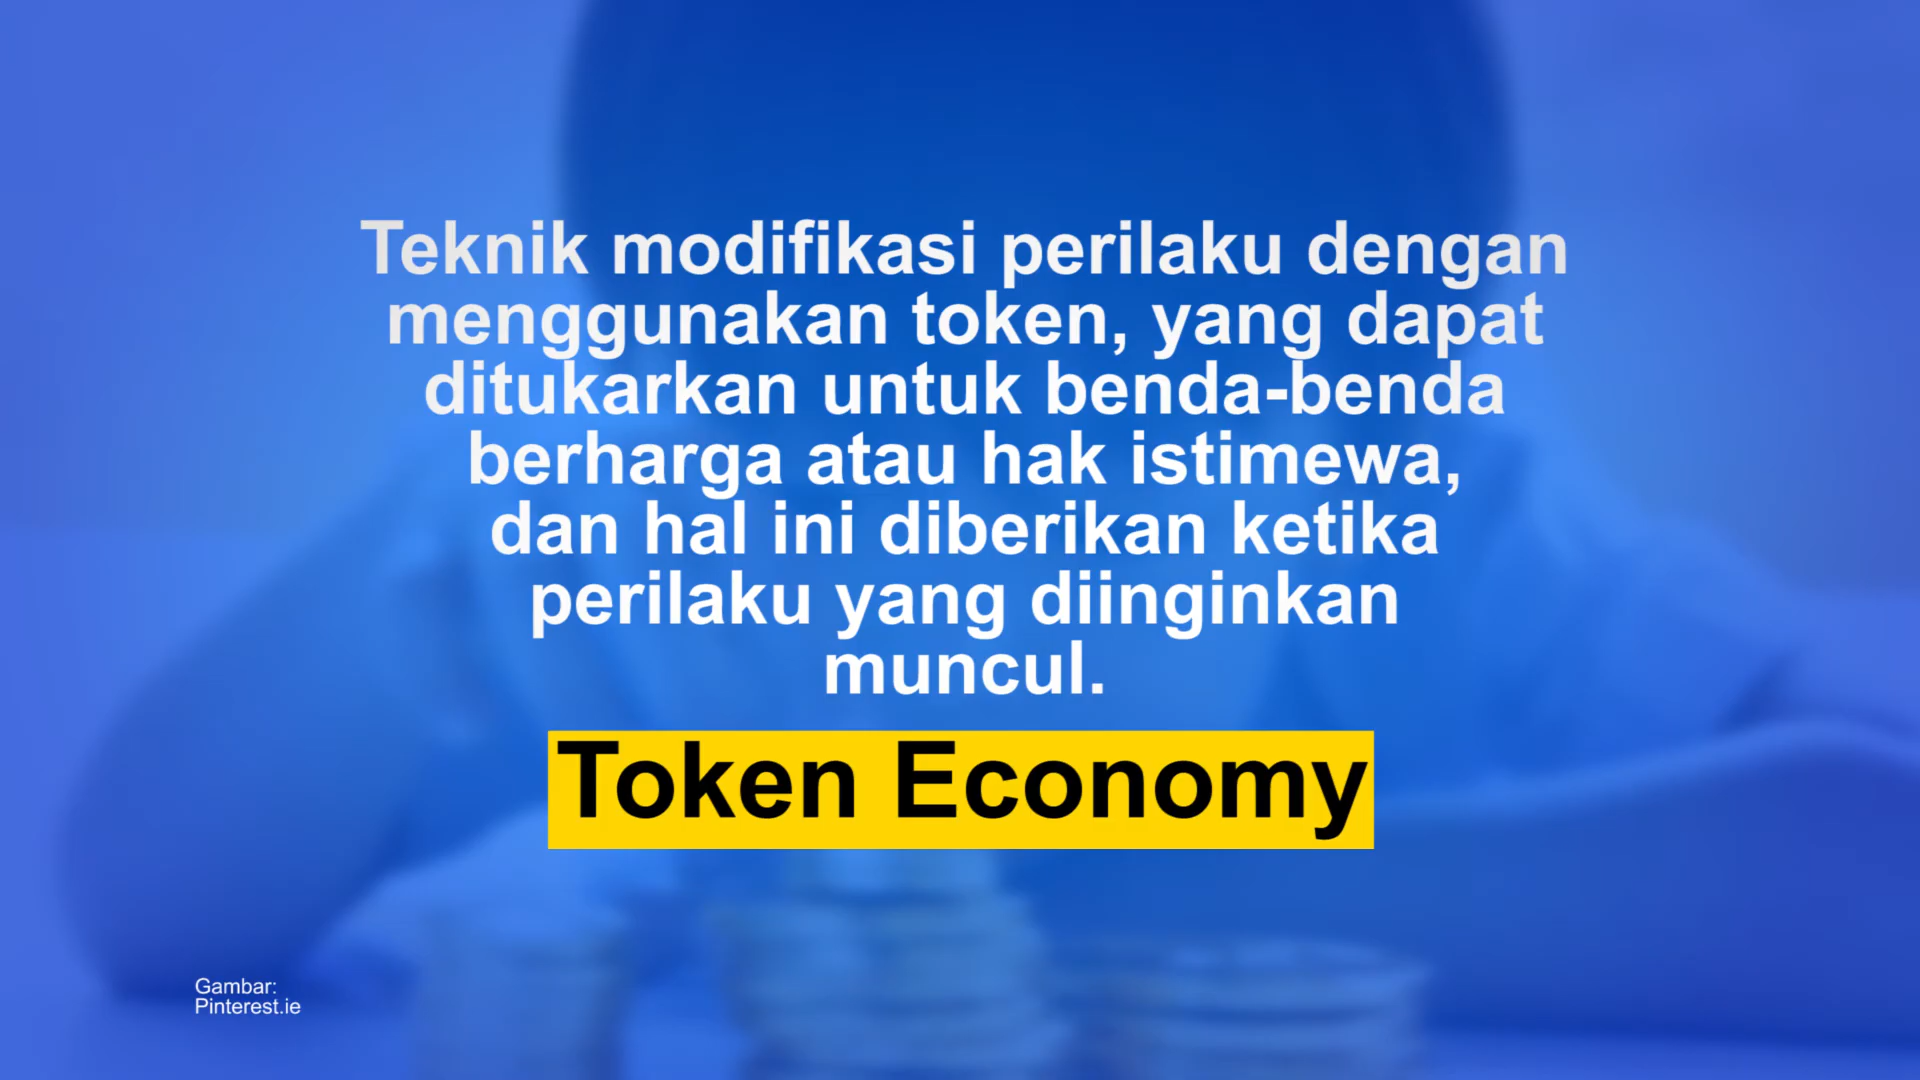 Teknik modifikasi perilaku dengan
menggunakan token, yang dapat
ditukarkan untuk benda-benda
berharga atau hak istimewa,
dan hal ini diberikan ketika
perilaku yang diinginkan
muncul.
Token Economy
Gambar:
Pinterest.ie